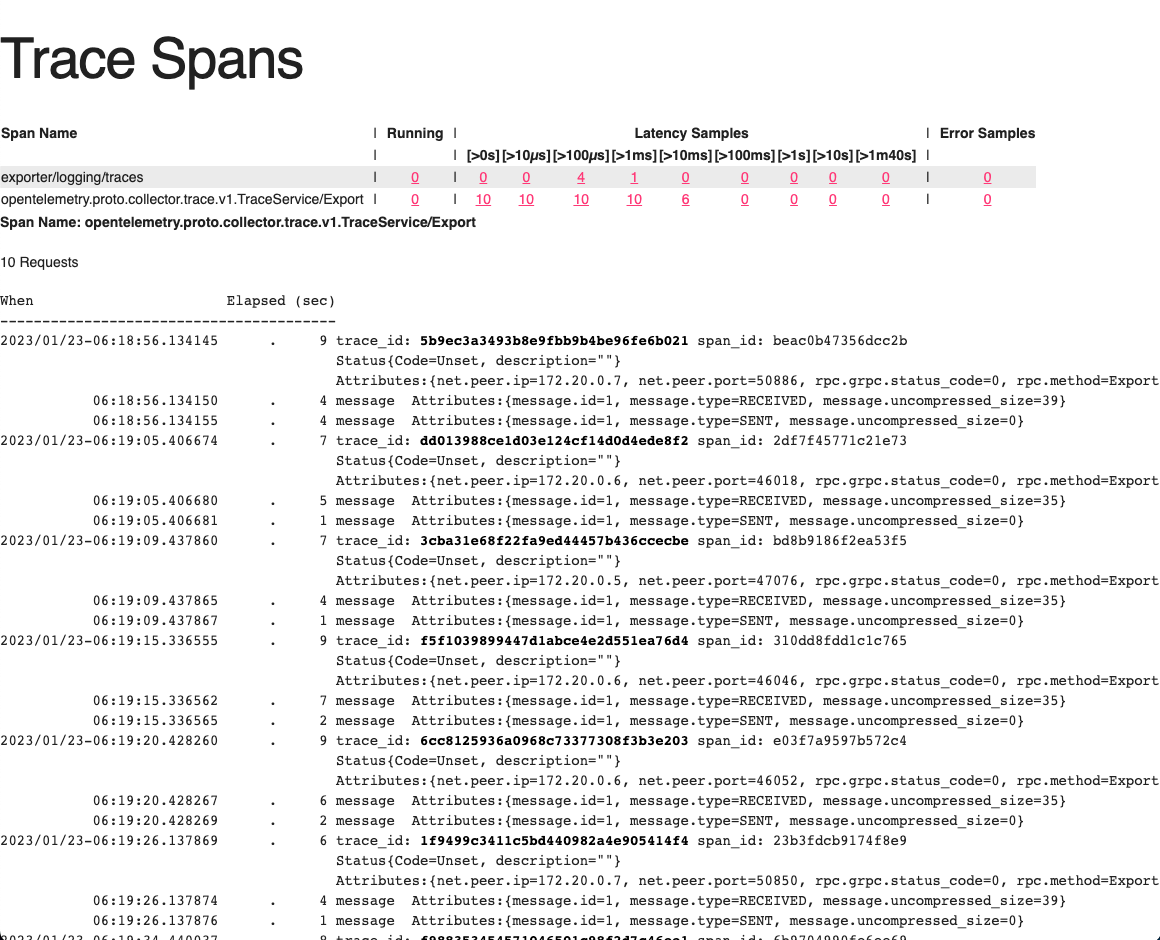 Trace Spans
Span Name | Running | Latency Samples | Error Samples
| | [>0s] [>10µs] [>100µs] [>1ms] [>10ms] [>100ms] [>1s] [>10s] [>1m40s] |
exporter/logging/traces | 0 | 0 0 4 1 0 0 0 0 0 | 0
opentelemetry.proto.collector.trace.v1.TraceService/Export | 0 | 10 10 10 10 6 0 0 0 0 | 0
Span Name: opentelemetry.proto.collector.trace.v1.TraceService/Export
10 Requests
When Elapsed (sec)
----------------------------------------
2023/01/23-06:18:56.134145 . 9 trace_id: 5b9ec3a3493b8e9fbb9b4be96fe6b021 span_id: beac0b47356dcc2b
Status{Code=Unset, description=""}
Attributes:{net.peer.ip=172.20.0.7, net.peer.port=50886, rpc.grpc.status_code=0, rpc.method=Export
06:18:56.134150 . 4 message Attributes:{message.id=1, message.type=RECEIVED, message.uncompressed_size=39}
06:18:56.134155 . 4 message Attributes:{message.id=1, message.type=SENT, message.uncompressed_size=0}
2023/01/23-06:19:05.406674 . 7 trace_id: dd013988ce1d03e124cf14d0d4ede8f2 span_id: 2df7f45771c21e73
Status{Code=Unset, description=""}
Attributes:{net.peer.ip=172.20.0.6, net.peer.port=46018, rpc.grpc.status_code=0, rpc.method=Export
06:19:05.406680 . 5 message Attributes:{message.id=1, message.type=RECEIVED, message.uncompressed_size=35}
06:19:05.406681 . 1 message Attributes:{message.id=1, message.type=SENT, message.uncompressed_size=0}
2023/01/23-06:19:09.437860 . 7 trace_id: 3cba31e68f22fa9ed44457b436ccecbe span_id: bd8b9186f2ea53f5
Status{Code=Unset, description=""}
Attributes:{net.peer.ip=172.20.0.5, net.peer.port=47076, rpc.grpc.status_code=0, rpc.method=Export
06:19:09.437865 . 4 message Attributes:{message.id=1, message.type=RECEIVED, message.uncompressed_size=35}
06:19:09.437867 . 1 message Attributes:{message.id=1, message.type=SENT, message.uncompressed_size=0}
2023/01/23-06:19:15.336555 . 9 trace_id: f5f1039899447d1abce4e2d551ea76d4 span_id: 310dd8fdd1c1c765
Status{Code=Unset, description=""}
Attributes:{net.peer.ip=172.20.0.6, net.peer.port=46046, rpc.grpc.status_code=0, rpc.method=Export
06:19:15.336562 . 7 message Attributes:{message.id=1, message.type=RECEIVED, message.uncompressed_size=35}
06:19:15.336565 . 2 message Attributes:{message.id=1, message.type=SENT, message.uncompressed_size=0}
2023/01/23-06:19:20.428260 . 9 trace_id: 6cc8125936a0968c73377308f3b3e203 span_id: e03f7a9597b572c4
Status{Code=Unset, description=""}
Attributes:{net.peer.ip=172.20.0.6, net.peer.port=46052, rpc.grpc.status_code=0, rpc.method=Export
06:19:20.428267 . 6 message Attributes:{message.id=1, message.type=RECEIVED, message.uncompressed_size=35}
06:19:20.428269 . 2 message Attributes:{message.id=1, message.type=SENT, message.uncompressed_size=0}
2023/01/23-06:19:26.137869 . 6 trace_id: 1f9499c3411c5bd440982a4e905414f4 span_id: 23b3fdcb9174f8e9
Status{Code=Unset, description=""}
Attributes:{net.peer.ip=172.20.0.7, net.peer.port=50850, rpc.grpc.status_code=0, rpc.method=Export
06:19:26.137874 . 4 message Attributes:{message.id=1, message.type=RECEIVED, message.uncompressed_size=39}
06:19:26.137876 . 1 message Attributes:{message.id=1, message.type=SENT, message.uncompressed_size=0}